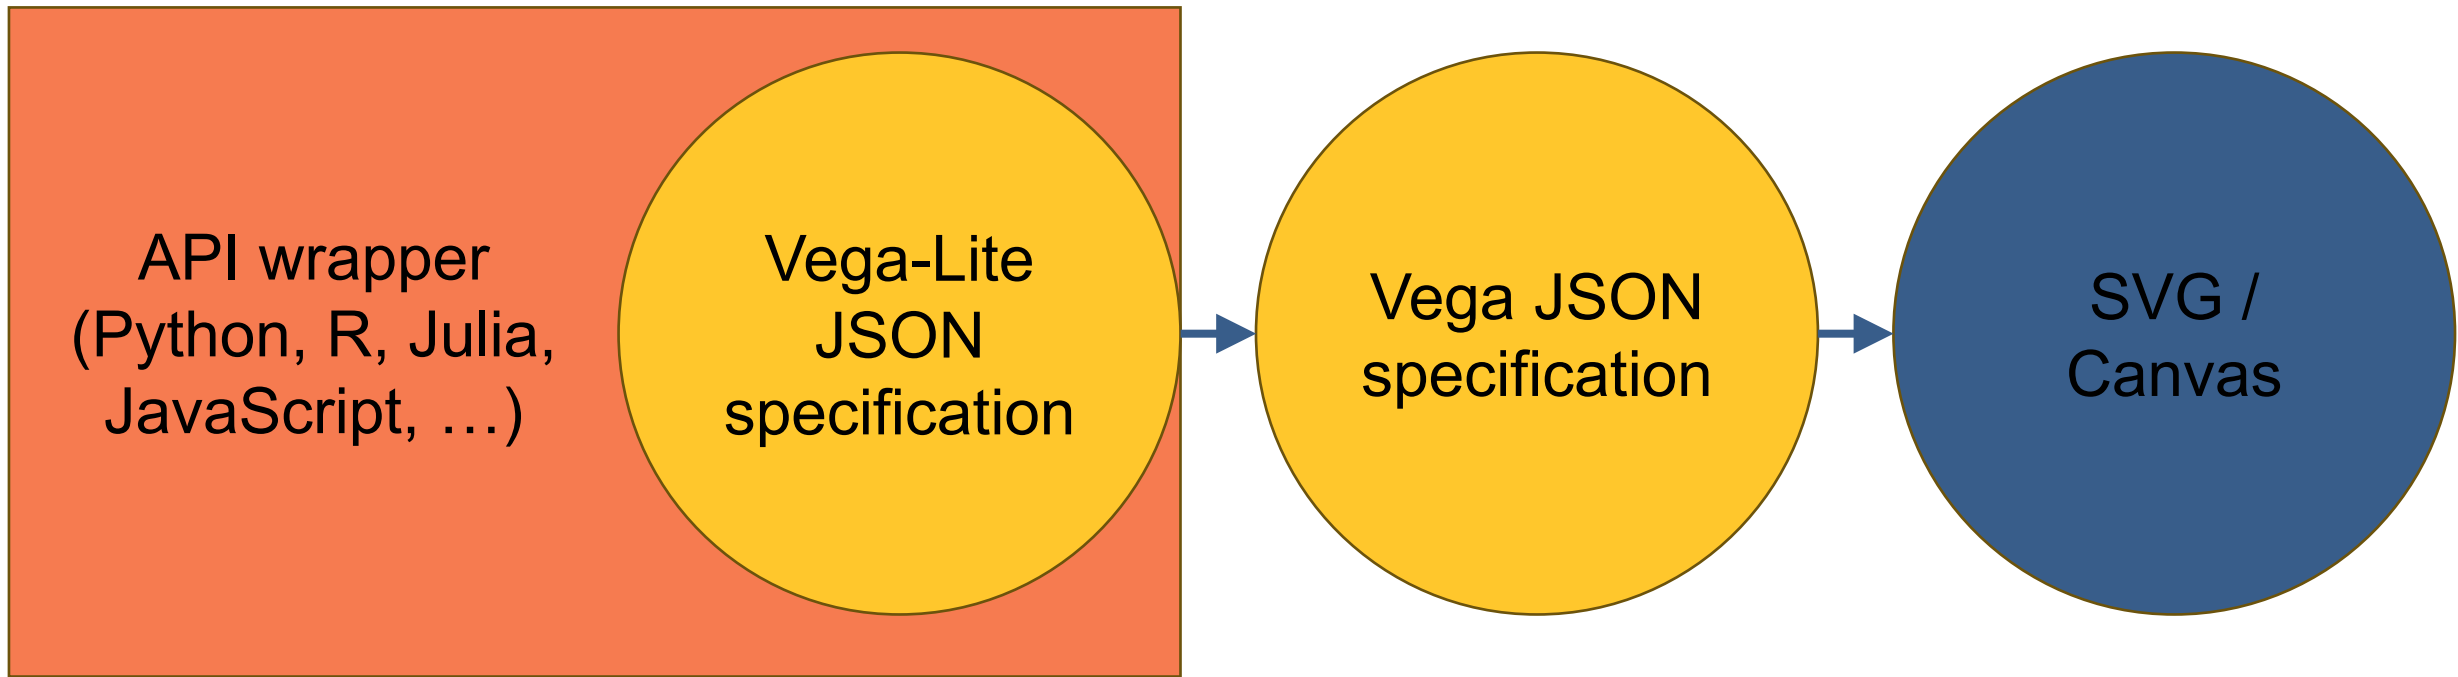 API wrapper
(Python, R, Julia,
JavaScript, …)
Vega-Lite
JSON
specification
Vega JSON
specification
SVG /
Canvas